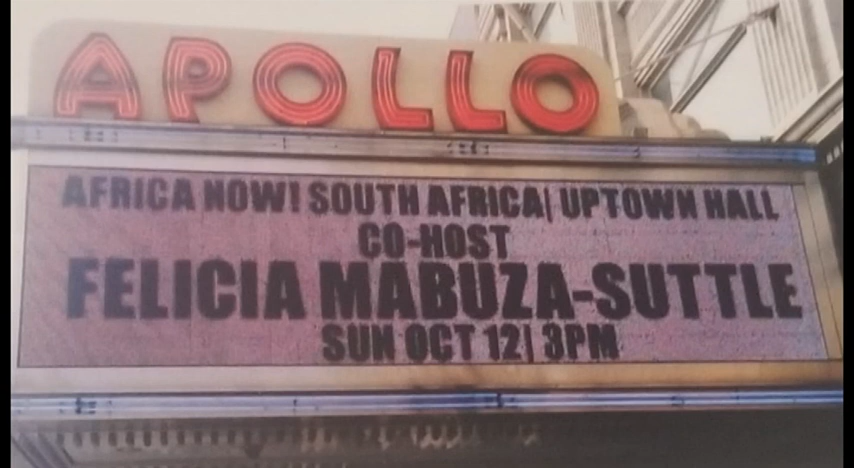 APOLLO
AFRICA NOW! SOUTH AFRICA| UPTOWN HALL
CO-HOST
FELICIA MABUZA-SUTTLE
SUN OCT 12| 3PM